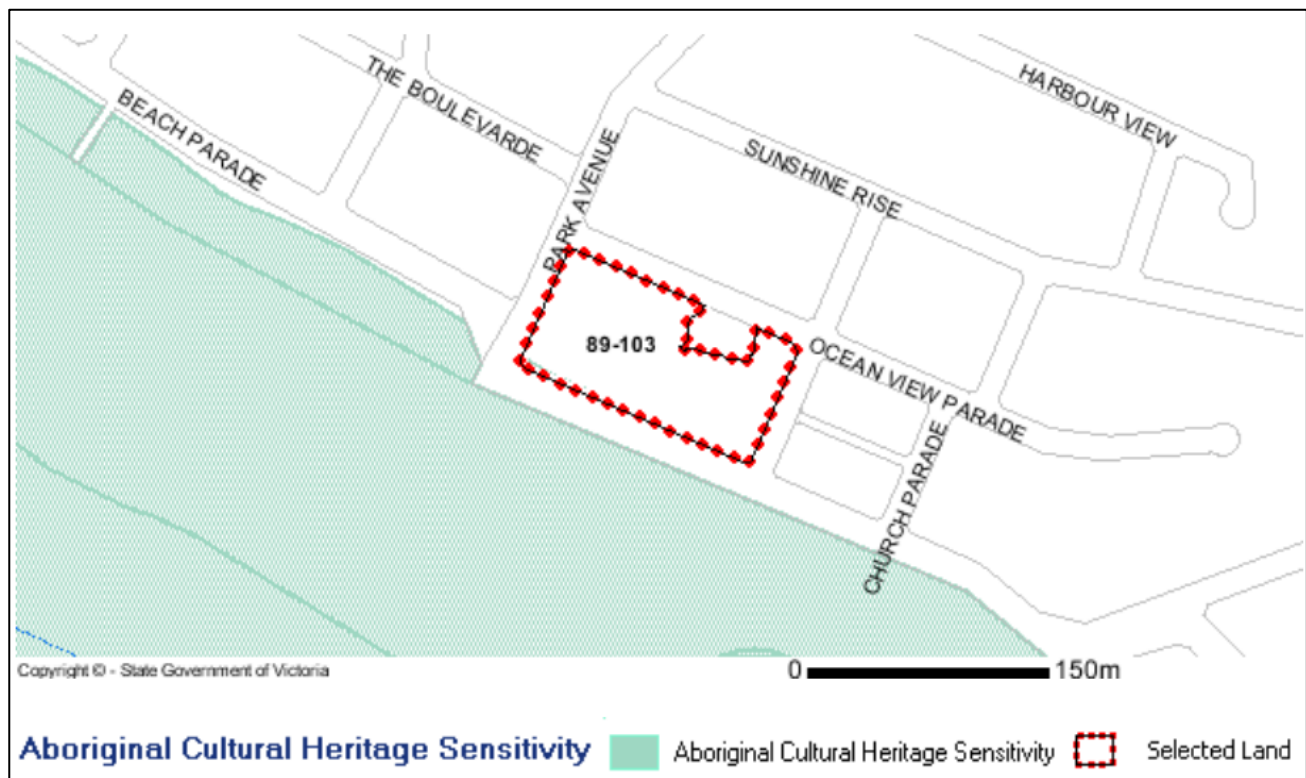 HARBOUR VIEW
THE BOULEVARDE
BEACH PARADE
PARK AVENUE
SUNSHINE RISE
89-103
OCEAN VIEW PARADE
CHURCH PARADE
Copyright © - State Government of Victoria
0 150m
Aboriginal Cultural Heritage Sensitivity Aboriginal Cultural Heritage Sensitivity Selected Land